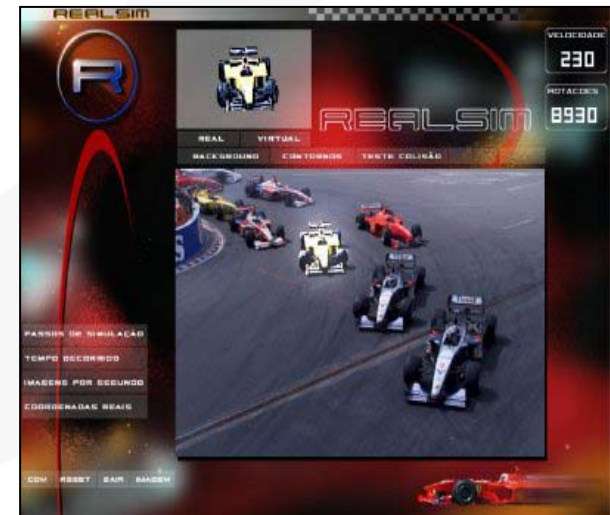 REALSIM
R
VELOCIDADE
230
ROTACOES
8930
REALSIM
REAL VIRTUAL
BACKGROUND CONTORNOS TESTE COLISÃO
PASSOS DE SIMULAÇÃO
TEMPO DECORRIDO
IMAGENS POR SEGUNDO
COORDENADAS REAIS
COM RESET SAIR IMAGEM